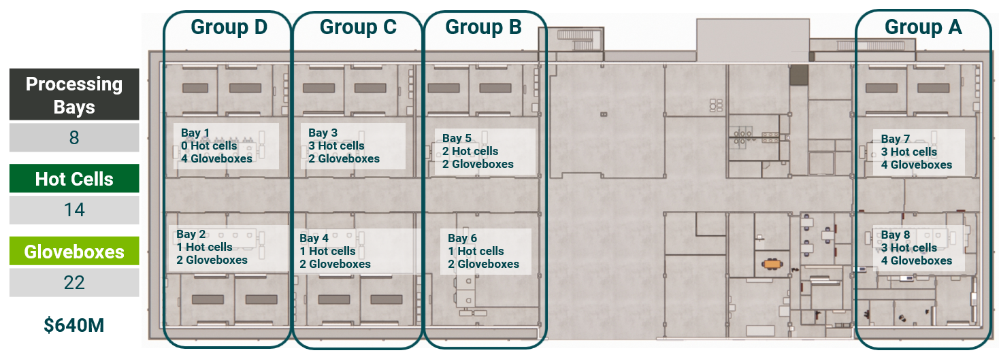 Group D
Group C
Group B
Group A
Processing
Bays
8
Hot Cells
14
Gloveboxes
22
$640M
Bay 1
0 Hot cells
4 Gloveboxes
Bay 3
3 Hot cells
2 Gloveboxes
Bay 5
2 Hot cells
2 Gloveboxes
Bay 7
3 Hot cells
4 Gloveboxes
Bay 2
1 Hot cells
2 Gloveboxes
Bay 4
1 Hot cells
2 Gloveboxes
Bay 6
1 Hot cells
2 Gloveboxes
Bay 8
3 Hot cells
4 Gloveboxes